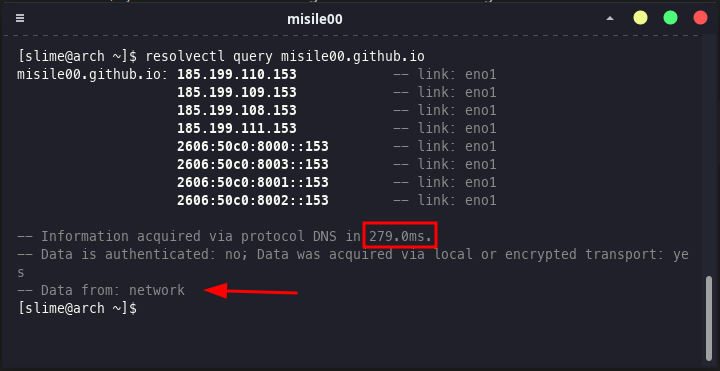 misile00
[slime@arch ~]$ resolvectl query misile00.github.io
misile00.github.io: 185.199.110.153 -- link: eno1
185.199.109.153 -- link: eno1
185.199.108.153 -- link: eno1
185.199.111.153 -- link: eno1
2606:50c0:8000::153 -- link: eno1
2606:50c0:8003::153 -- link: eno1
2606:50c0:8001::153 -- link: eno1
2606:50c0:8002::153 -- link: eno1
-- Information acquired via protocol DNS in 279.0ms.
-- Data is authenticated: no; Data was acquired via local or encrypted transport: ye
s
-- Data from: network
[slime@arch ~]$